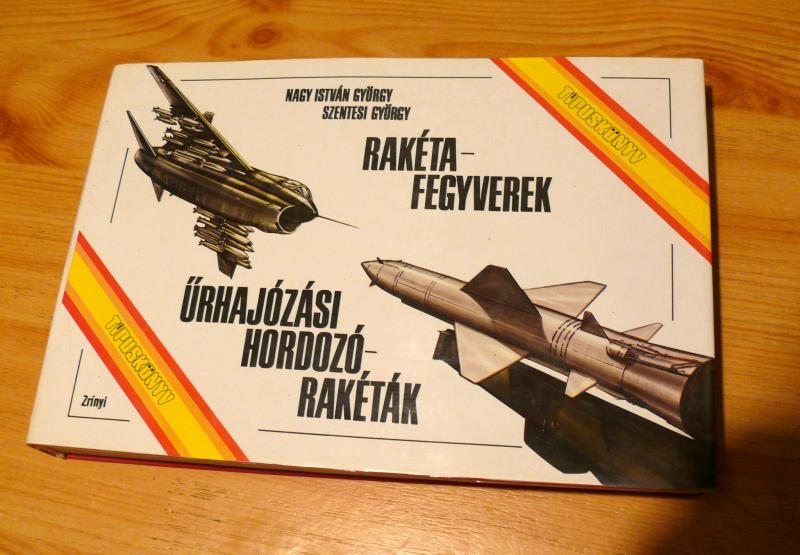 NAGY ISTVÁN GYÖRGY
SZENTESI GYÖRGY
TÍPUSKÖNYV
RAKÉTA–
FEGYVEREK
ŰRHAJÓZÁSI
HORDOZÓ–
RAKÉTÁK
TÍPUSKÖNYV
Zrínyi